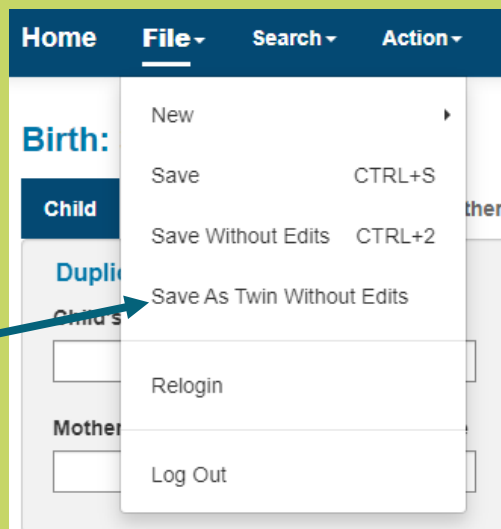 Home File Search Action
New
Birth:
Save CTRL+S
Child
Save Without Edits CTRL+2
Save As Twin Without Edits
Child's
Relogin
Mother
Log Out